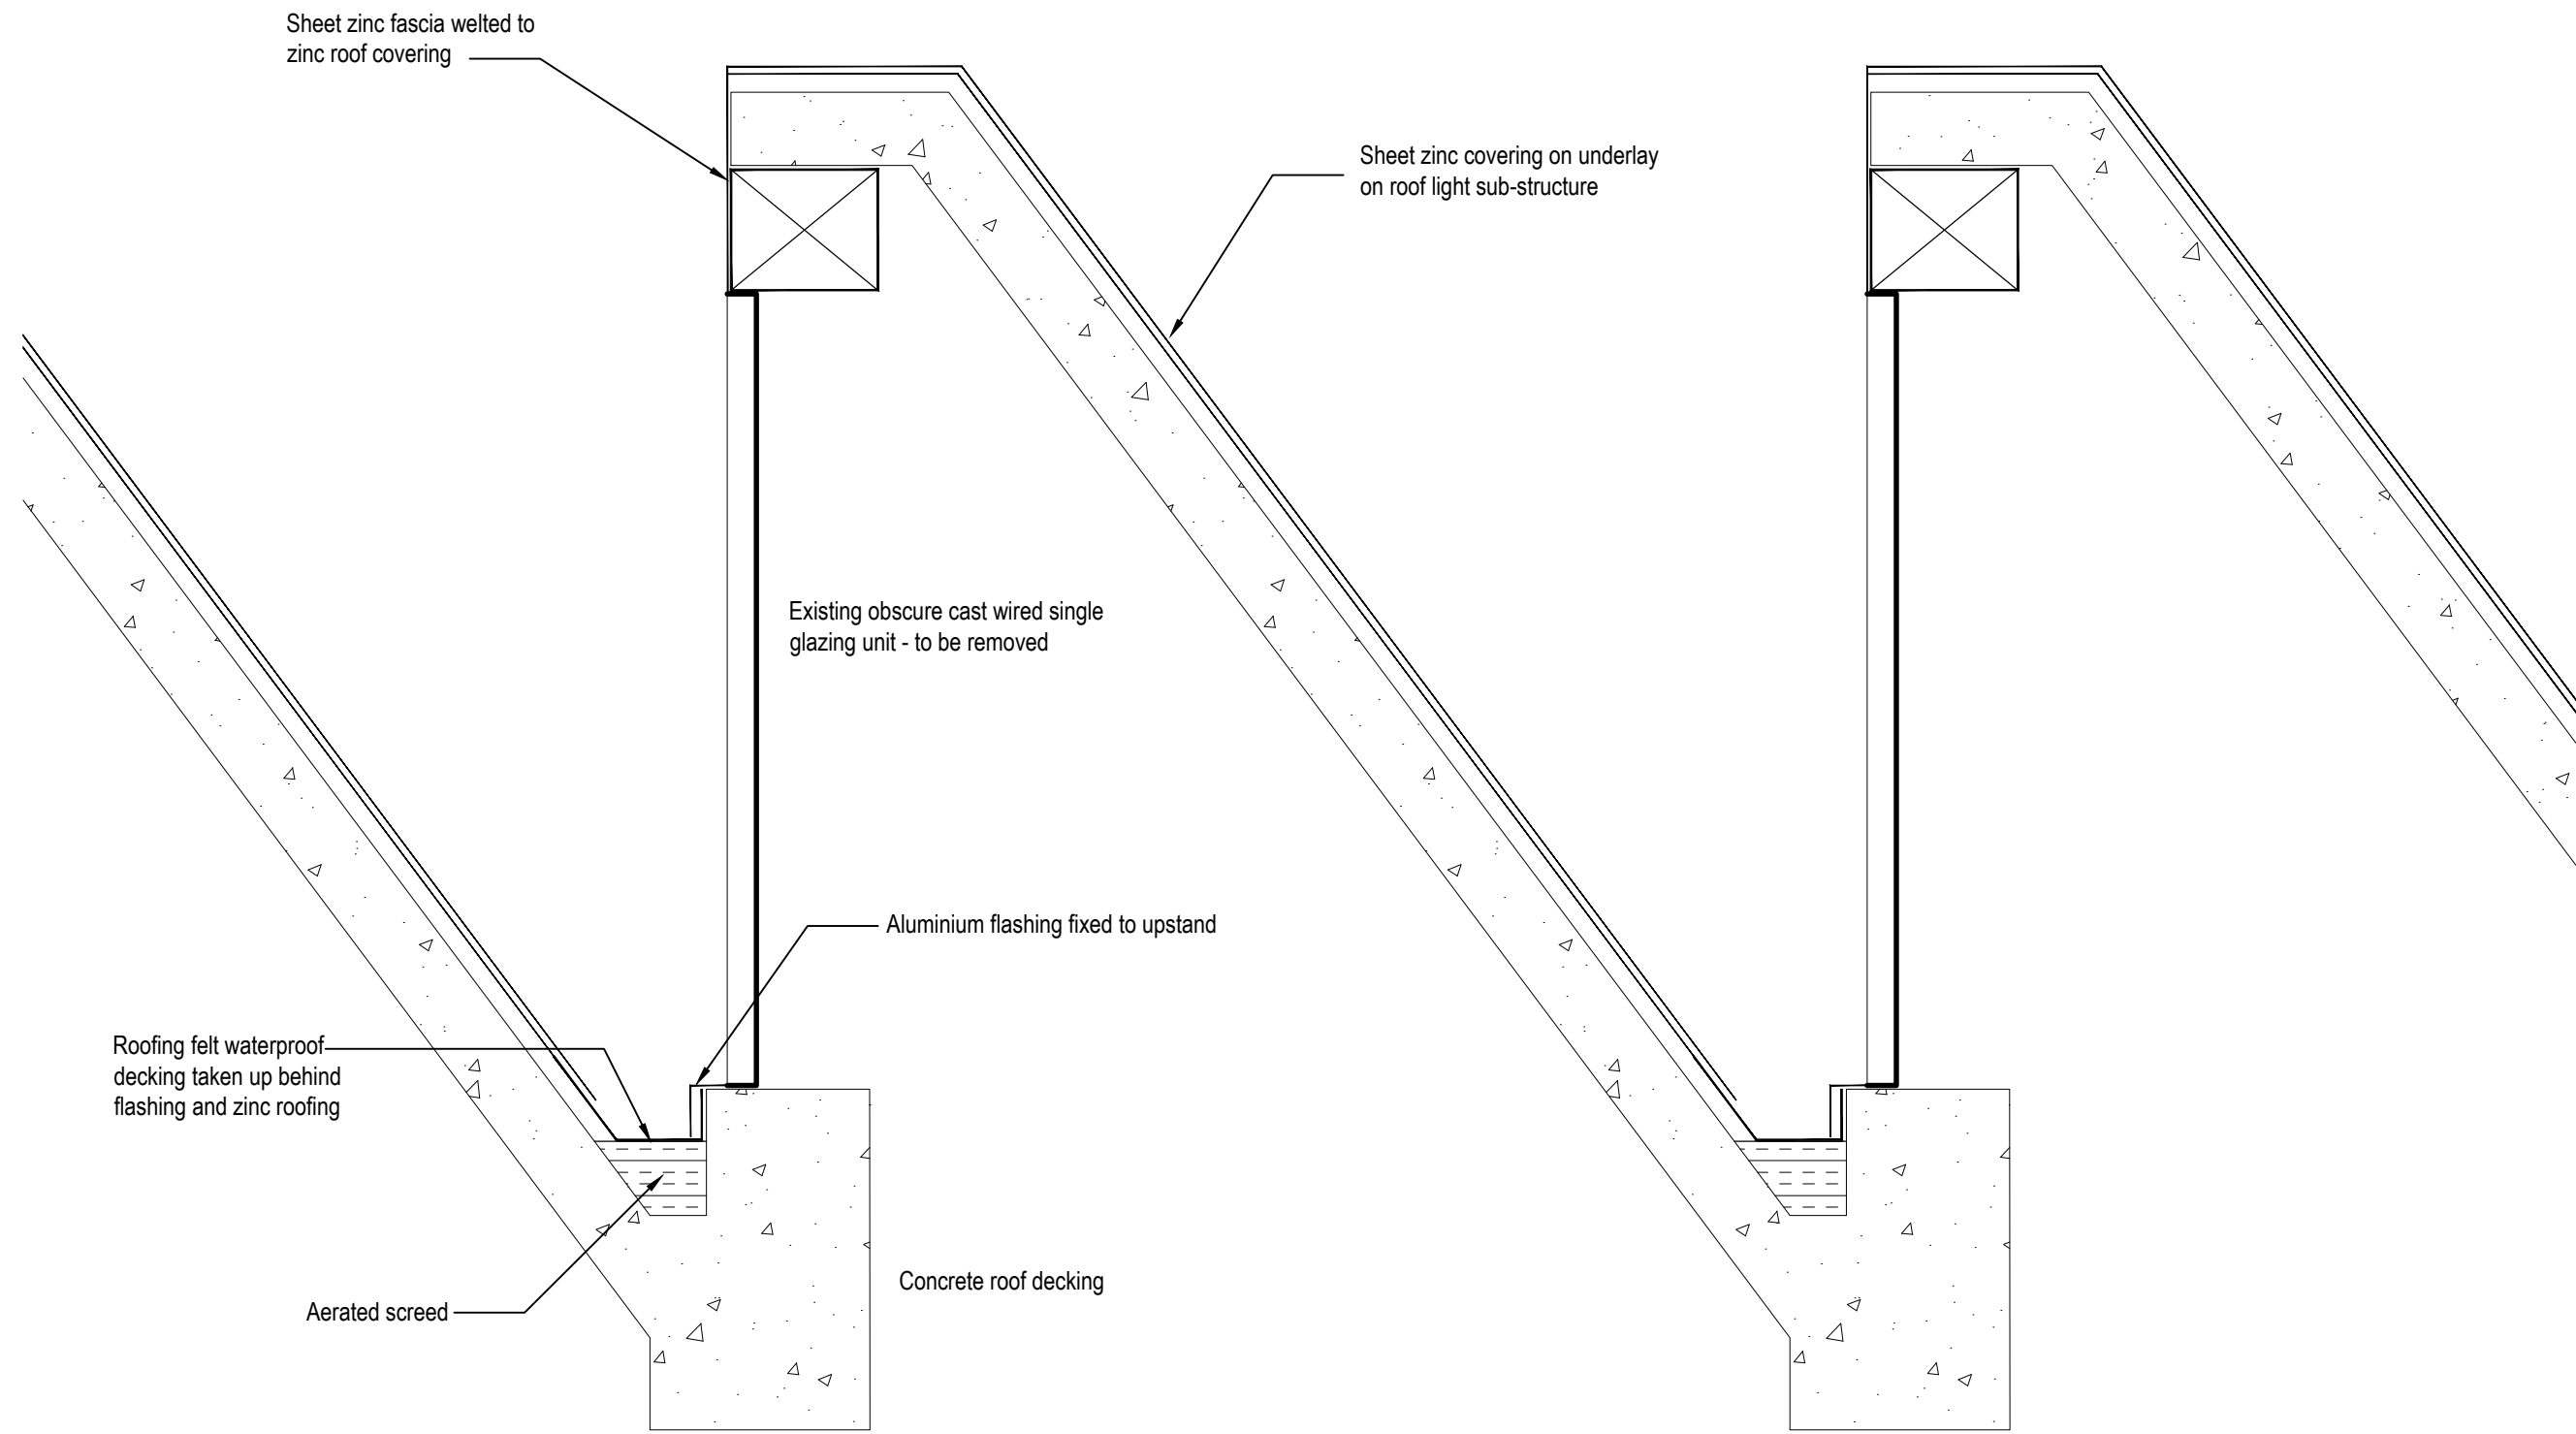 Sheet zinc fascia welted to
zinc roof covering
Sheet zinc covering on underlay
on roof light sub-structure
Existing obscure cast wired single
glazing unit - to be removed
Aluminium flashing fixed to upstand
Roofing felt waterproof
decking taken up behind
flashing and zinc roofing
Concrete roof decking
Aerated screed